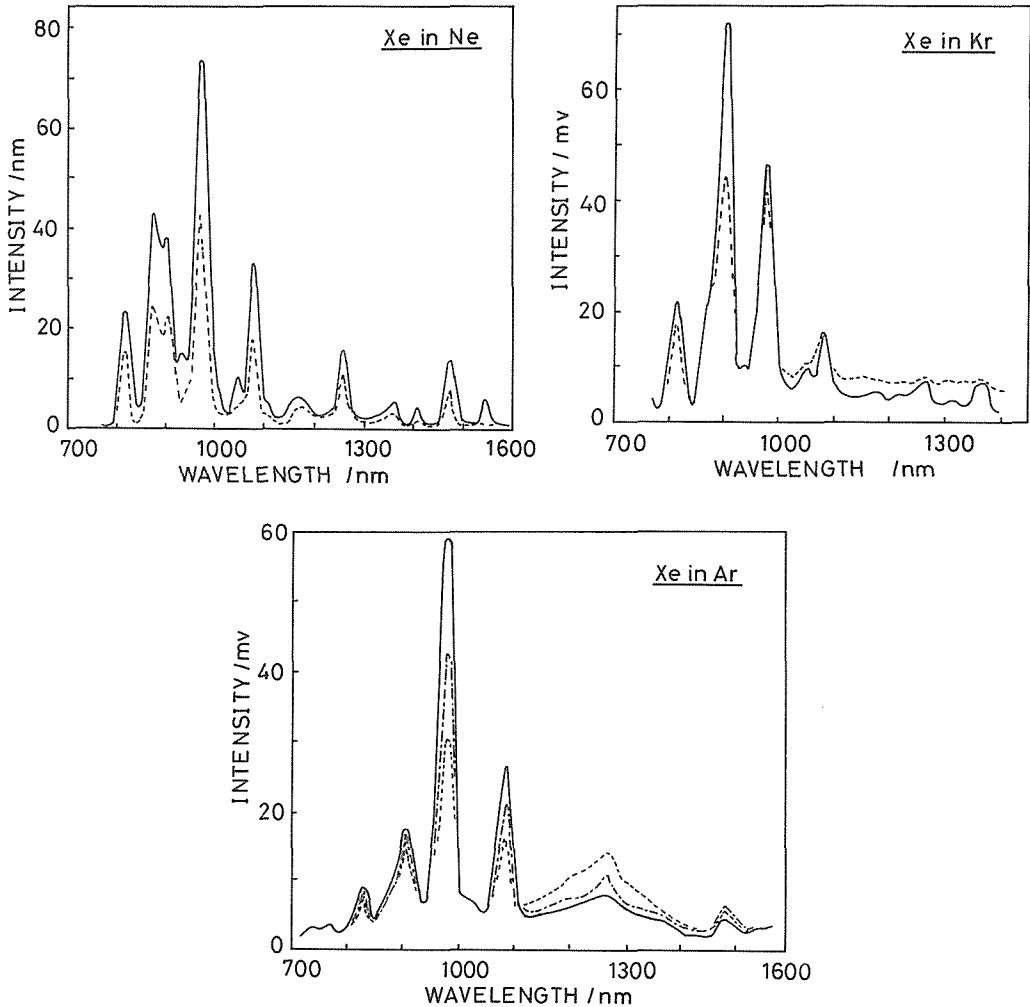 Xe in Ne
80
60
40
20
0
INTENSITY /nm
700
1000
1300
1600
WAVELENGTH /nm
Xe in Kr
60
40
20
0
INTENSITY / mv
700
1000
1300
WAVELENGTH /nm
Xe in Ar
60
40
20
0
INTENSITY /mv
700
1000
1300
1600
WAVELENGTH /nm